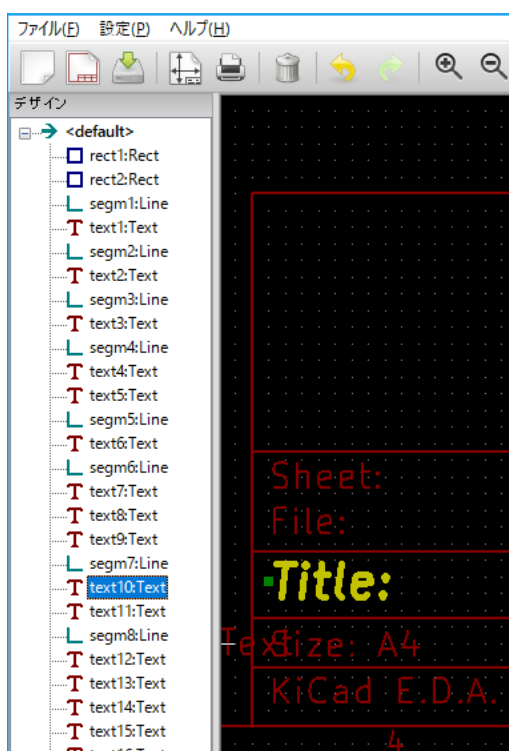 ファイル(F) 設定(P) ヘルプ(H)
デザイン
<default>
rect1:Rect
rect2:Rect
segm1:Line
text1:Text
segm2:Line
text2:Text
segm3:Line
text3:Text
segm4:Line
text4:Text
text5:Text
segm5:Line
text6:Text
segm6:Line
text7:Text
text8:Text
text9:Text
segm7:Line
text10:Text
text11:Text
segm8:Line
text12:Text
text13:Text
text14:Text
text15:Text
Sheet:
File:
Title:
Text
Size: A4
KiCad E.D.A.
4